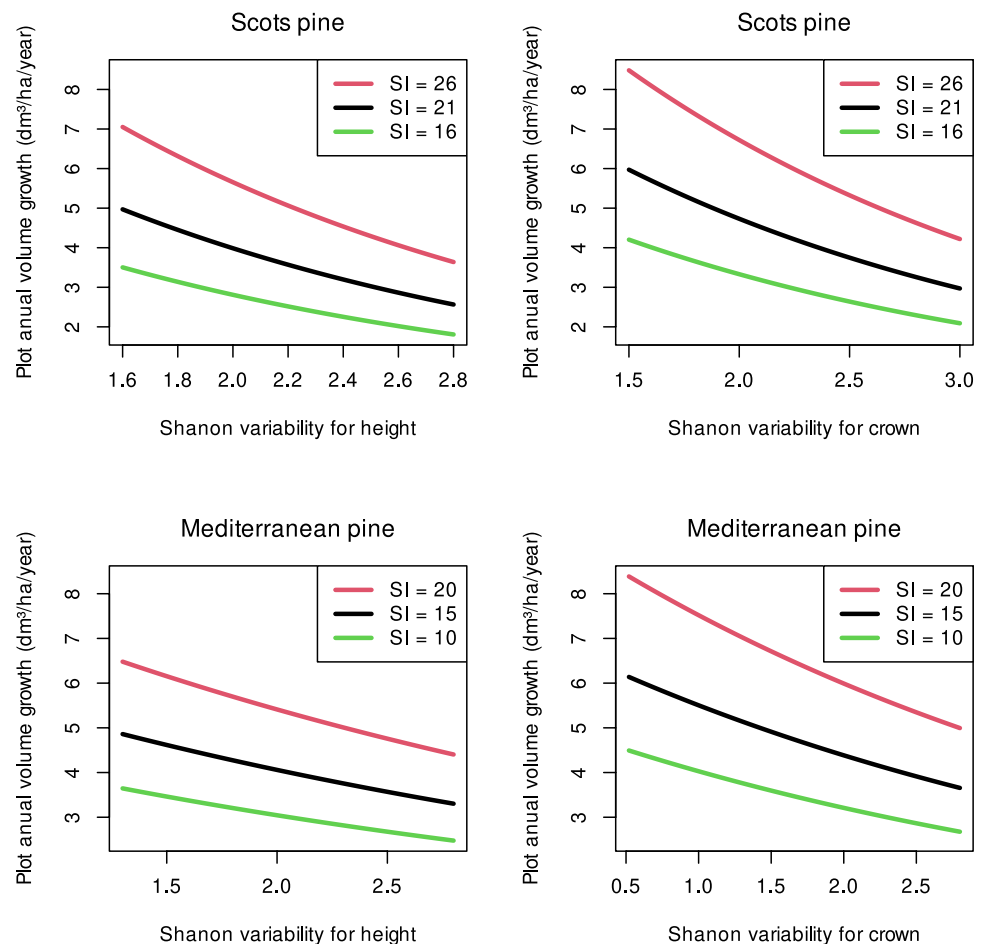 Scots pine
Plot anual volume growth (dm³/ha/year)
8
7
6
5
4
3
2
SI = 26
SI = 21
SI = 16
1.6 1.8 2.0 2.2 2.4 2.6 2.8
Shanon variability for height
Scots pine
Plot anual volume growth (dm³/ha/year)
8
7
6
5
4
3
2
SI = 26
SI = 21
SI = 16
1.5 2.0 2.5 3.0
Shanon variability for crown
Mediterranean pine
Plot anual volume growth (dm³/ha/year)
8
7
6
5
4
3
SI = 20
SI = 15
SI = 10
1.5 2.0 2.5
Shanon variability for height
Mediterranean pine
Plot anual volume growth (dm³/ha/year)
8
7
6
5
4
3
SI = 20
SI = 15
SI = 10
0.5 1.0 1.5 2.0 2.5
Shanon variability for crown